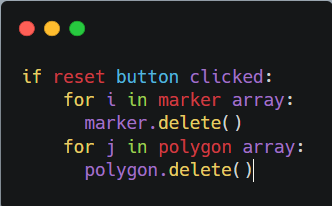 if reset button clicked:
    for i in marker array:
      marker.delete()
    for j in polygon array:
      polygon.delete()